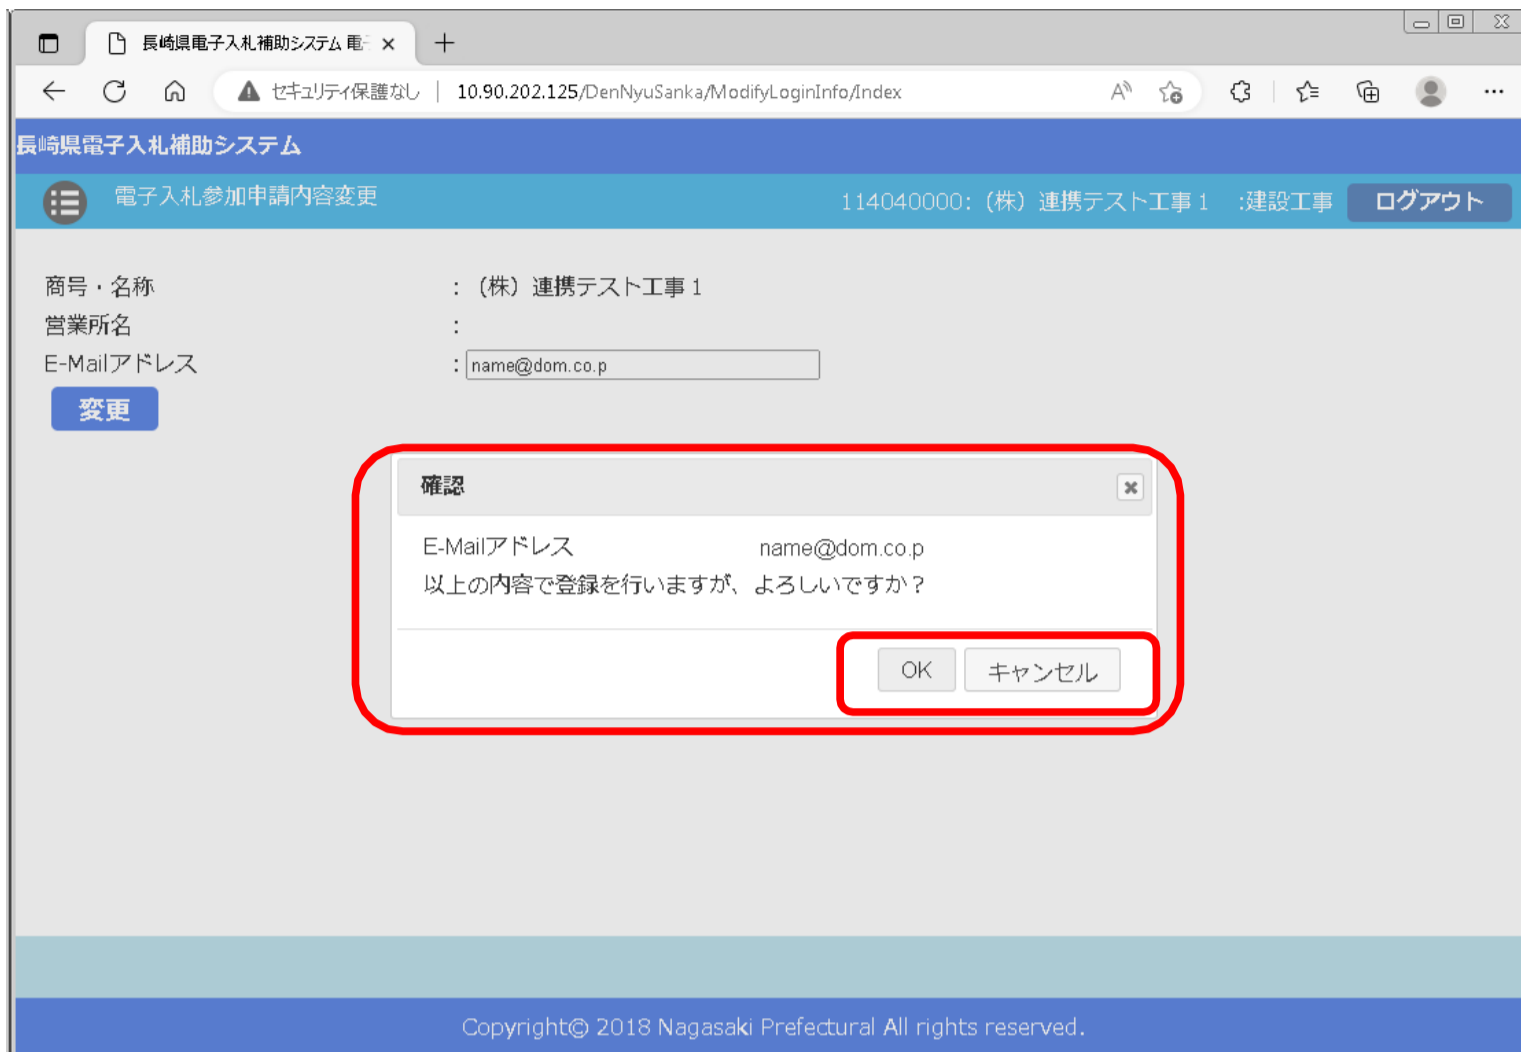 長崎県電子入札補助システム 電子
セキュリティ保護なし | 10.90.202.125/DenNyuSanka/ModifyLoginInfo/Index
長崎県電子入札補助システム
電子入札参加申請内容変更 114040000:（株）連携テスト工事1 :建設工事 ログアウト
商号・名称 :（株）連携テスト工事1
営業所名 :
E-Mailアドレス : name@dom.co.p
変更
確認
E-Mailアドレス name@dom.co.p
以上の内容で登録を行いますが、よろしいですか？
OK キャンセル
Copyright© 2018 Nagasaki Prefectural All rights reserved.